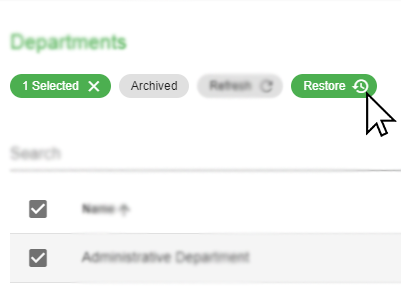 Departments
1 Selected
Archived
Refresh
Restore
Search
Name
Administrative Department